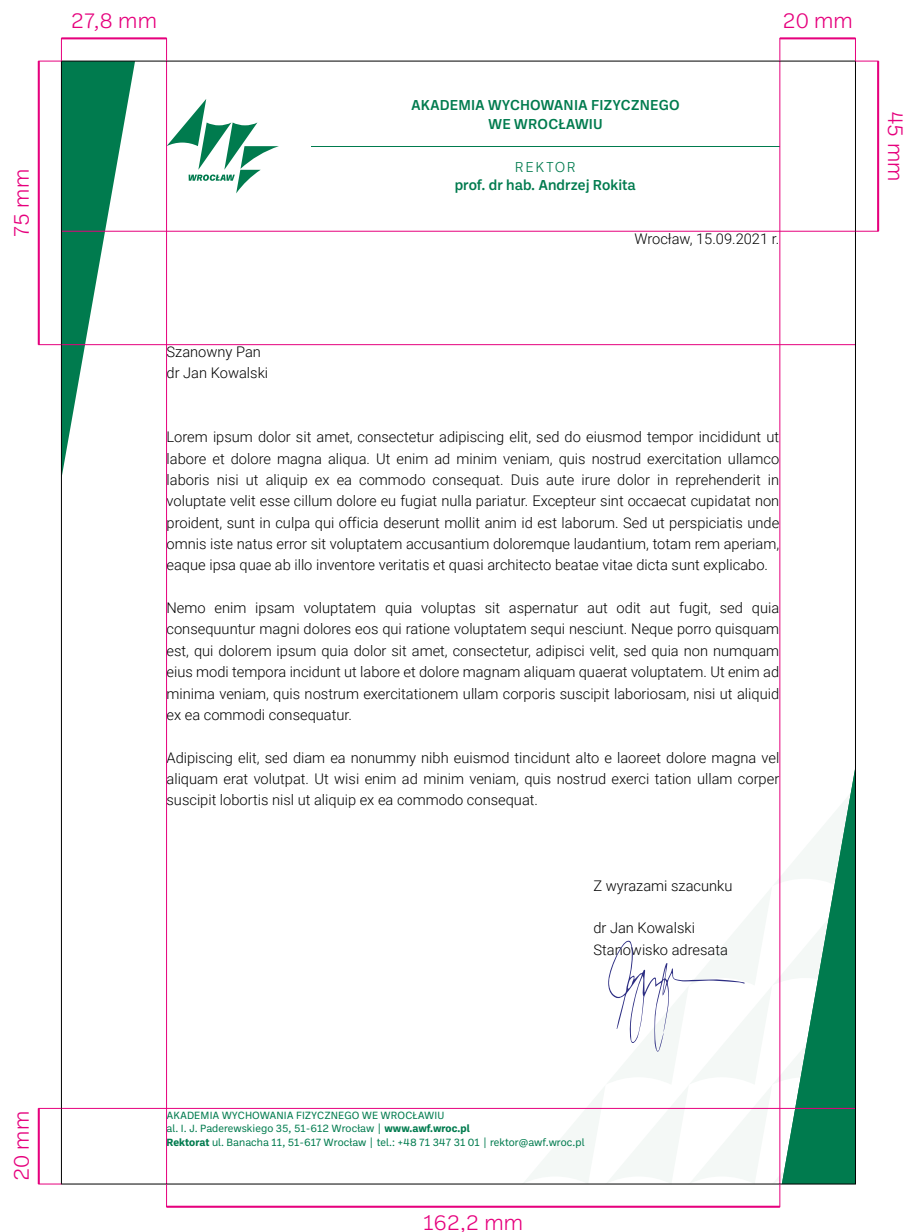 27,8 mm
20 mm
AKADEMIA WYCHOWANIA FIZYCZNEGO
WE WROCŁAWIU
45 mm
WROCŁAW
REKTOR
prof. dr hab. Andrzej Rokita
75 mm
Wrocław, 15.09.2021 r.
Szanowny Pan
dr Jan Kowalski
Lorem ipsum dolor sit amet, consectetur adipiscing elit, sed do eiusmod tempor incididunt ut
labore et dolore magna aliqua. Ut enim ad minim veniam, quis nostrud exercitation ullamco
laboris nisi ut aliquip ex ea commodo consequat. Duis aute irure dolor in reprehenderit in
voluptate velit esse cillum dolore eu fugiat nulla pariatur. Excepteur sint occaecat cupidatat non
proident, sunt in culpa qui officia deserunt mollit anim id est laborum. Sed ut perspiciatis unde
omnis iste natus error sit voluptatem accusantium doloremque laudantium, totam rem aperiam,
eaque ipsa quae ab illo inventore veritatis et quasi architecto beatae vitae dicta sunt explicabo.
Nemo enim ipsam voluptatem quia voluptas sit aspernatur aut odit aut fugit, sed quia
consequuntur magni dolores eos qui ratione voluptatem sequi nesciunt. Neque porro quisquam
est, qui dolorem ipsum quia dolor sit amet, consectetur, adipisci velit, sed quia non numquam
eius modi tempora incidunt ut labore et dolore magnam aliquam quaerat voluptatem. Ut enim ad
minima veniam, quis nostrum exercitationem ullam corporis suscipit laboriosam, nisi ut aliquid
ex ea commodi consequatur.
Adipiscing elit, sed diam ea nonummy nibh euismod tincidunt alto e laoreet dolore magna vel
aliquam erat volutpat. Ut wisi enim ad minim veniam, quis nostrud exerci tation ullam corper
suscipit lobortis nisl ut aliquip ex ea commodo consequat.
Z wyrazami szacunku
dr Jan Kowalski
Stanowisko adresata
20 mm
AKADEMIA WYCHOWANIA FIZYCZNEGO WE WROCŁAWIU
al. I. J. Paderewskiego 35, 51-612 Wrocław | www.awf.wroc.pl
Rektorat ul. Banacha 11, 51-617 Wrocław | tel.: +48 71 347 31 01 | rektor@awf.wroc.pl
162,2 mm